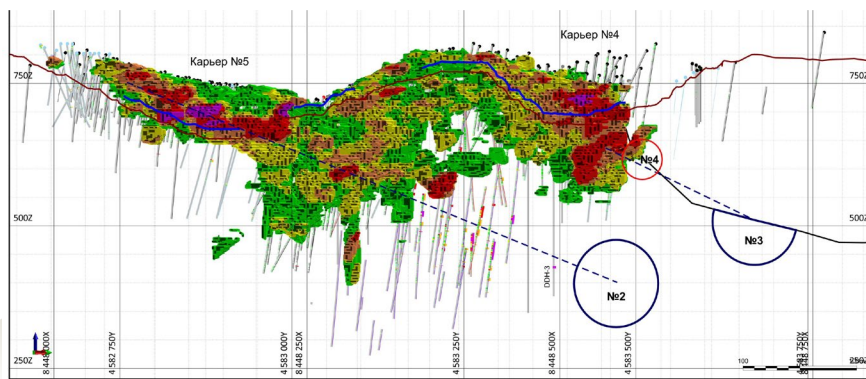 Карьер №4
Карьер №5
750Z
750Z
№4
500Z
500Z
№3
№2
DDH-3
250Z
8 448 000X
4 582 750Y
4 583 000Y
8 448 250X
4 583 250Y
8 448 500X
4 583 500Y
4 583 750Y
8 448 750X
100